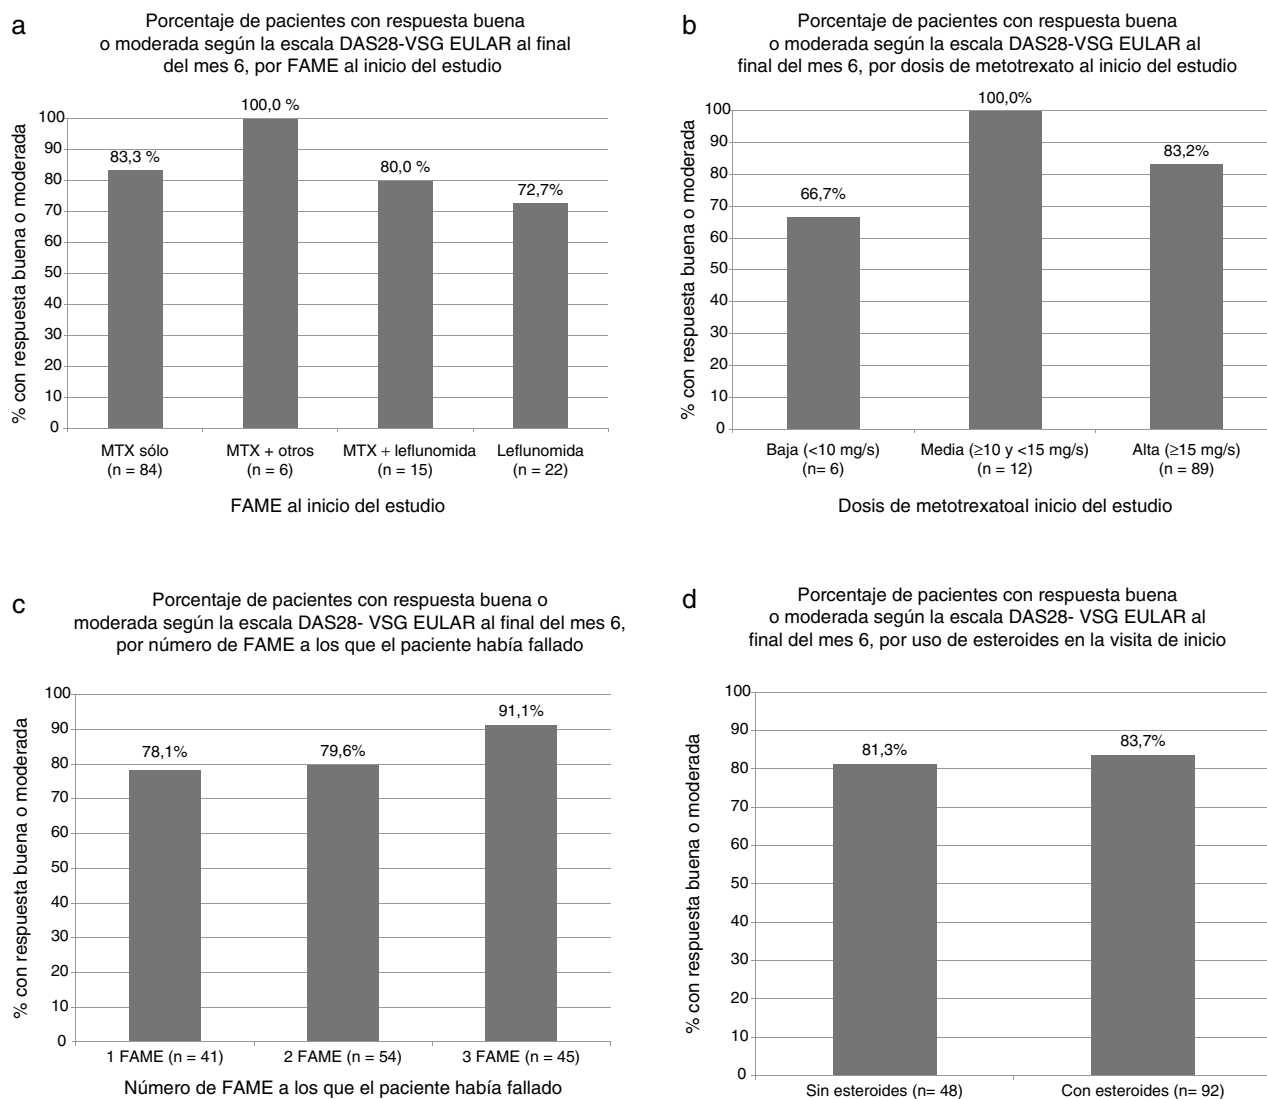 a
Porcentaje de pacientes con respuesta buena
o moderada según la escala DAS28-VSG EULAR al final
del mes 6, por FAME al inicio del estudio
% con respuesta buena o moderada
100
90
80
70
60
50
40
30
20
10
0
83,3 %
100,0 %
80,0 %
72,7%
MTX sólo
(n = 84)
MTX + otros
(n = 6)
MTX + leflunomida
(n = 15)
Leflunomida
(n = 22)
FAME al inicio del estudio
b
Porcentaje de pacientes con respuesta buena
o moderada según la escala DAS28-VSG EULAR al
final del mes 6, por dosis de metotrexato al inicio del estudio
% con respuesta buena o moderada
100
90
80
70
60
50
40
30
20
10
0
66,7%
100,0%
83,2%
Baja (<10 mg/s)
(n= 6)
Media (≥10 y <15 mg/s)
(n = 12)
Alta (≥15 mg/s)
(n = 89)
Dosis de metotrexatoal inicio del estudio
c
Porcentaje de pacientes con respuesta buena o
moderada según la escala DAS28- VSG EULAR al final del mes 6,
por número de FAME a los que el paciente había fallado
% con respuesta buena o moderada
100
90
80
70
60
50
40
30
20
10
0
78,1%
79,6%
91,1%
1 FAME (n = 41)
2 FAME (n = 54)
3 FAME (n = 45)
Número de FAME a los que el paciente había fallado
d
Porcentaje de pacientes con respuesta buena
o moderada según la escala DAS28-VSG EULAR al
final del mes 6, por uso de esteroides en la visita de inicio
% con respuesta buena o moderada
100
90
80
70
60
50
40
30
20
10
0
81,3%
83,7%
Sin esteroides (n= 48)
Con esteroides (n= 92)